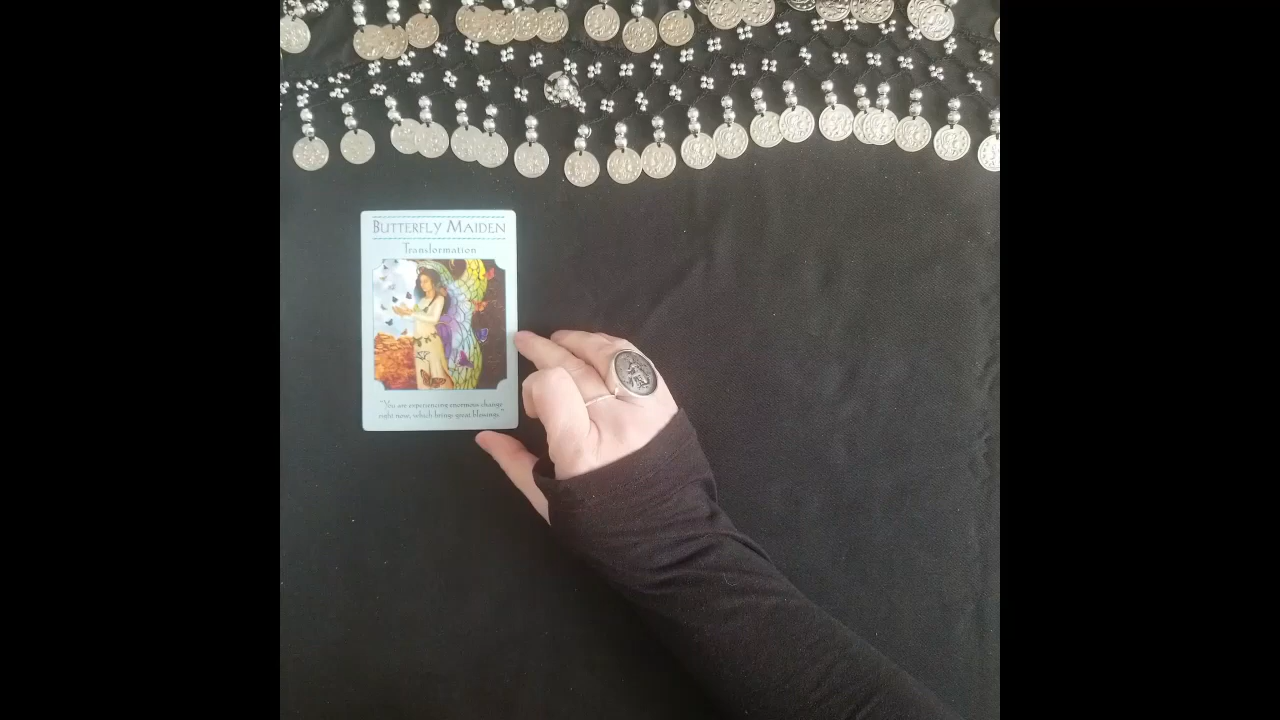 BUTTERFLY MAIDEN
Transformation
"You are experiencing enormous change
right now, which brings great blessings."